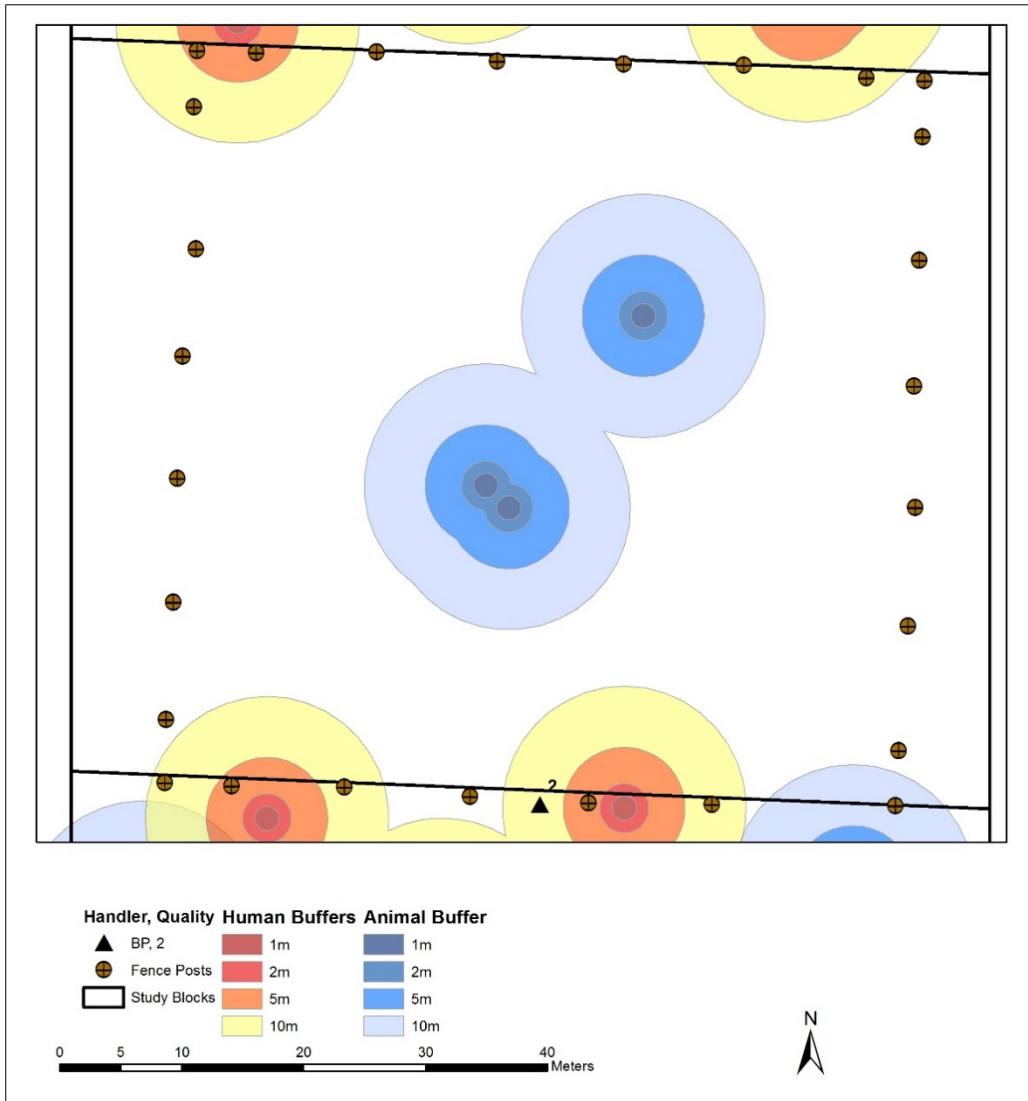 2
Handler, Quality Human Buffers Animal Buffer
BP, 2 1m 1m
Fence Posts 2m 2m
Study Blocks 5m 5m
10m 10m
N
0 5 10 20 30 40
Meters